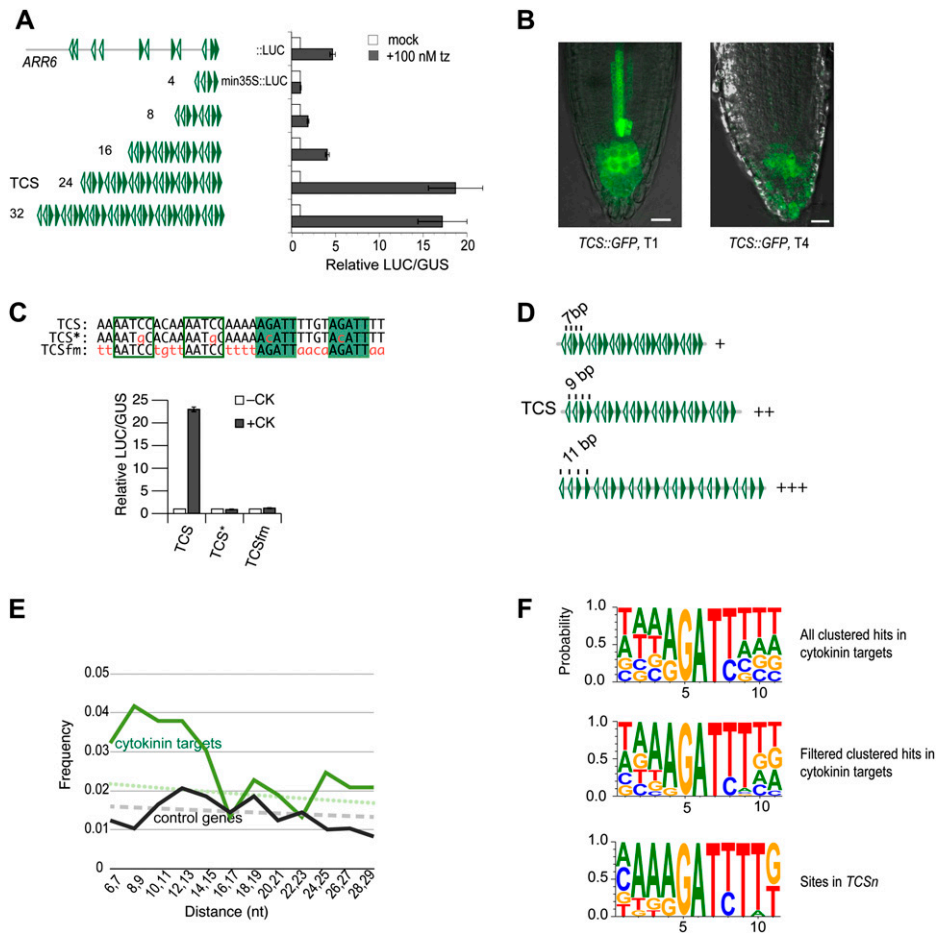 A
ARR6
4
8
16
TCS 24
32
::LUC
min35S::LUC
mock
+100 nM tz
0 5 10 15 20
Relative LUC/GUS
B
TCS::GFP, T1
TCS::GFP, T4
C
TCS: AAAATCCACAAAATCCAAAAAGATTTTGTAGATTTT
TCS*: AAAATgCACAAAATgCAAAAAcATTTTGTAcATTTT
TCSfm: ttAATCCtgttAATCCttttAGATTaacaAGATTaa
Relative LUC/GUS
25
20
15
10
5
0
–CK
+CK
TCS
TCS*
TCSfm
D
7bp
+
TCS
9 bp
++
11 bp
+++
E
Frequency
0.05
0.04
0.03
0.02
0.01
0
cytokinin targets
control genes
6,7 8,9 10,11 12,13 14,15 16,17 18,19 20,21 22,23 24,25 26,27 28,29
Distance (nt)
F
Probability
1.0
0.5
0.0
5 10
All clustered hits in
cytokinin targets
1.0
0.5
0.0
5 10
Filtered clustered hits in
cytokinin targets
1.0
0.5
0.0
5 10
Sites in TCSn